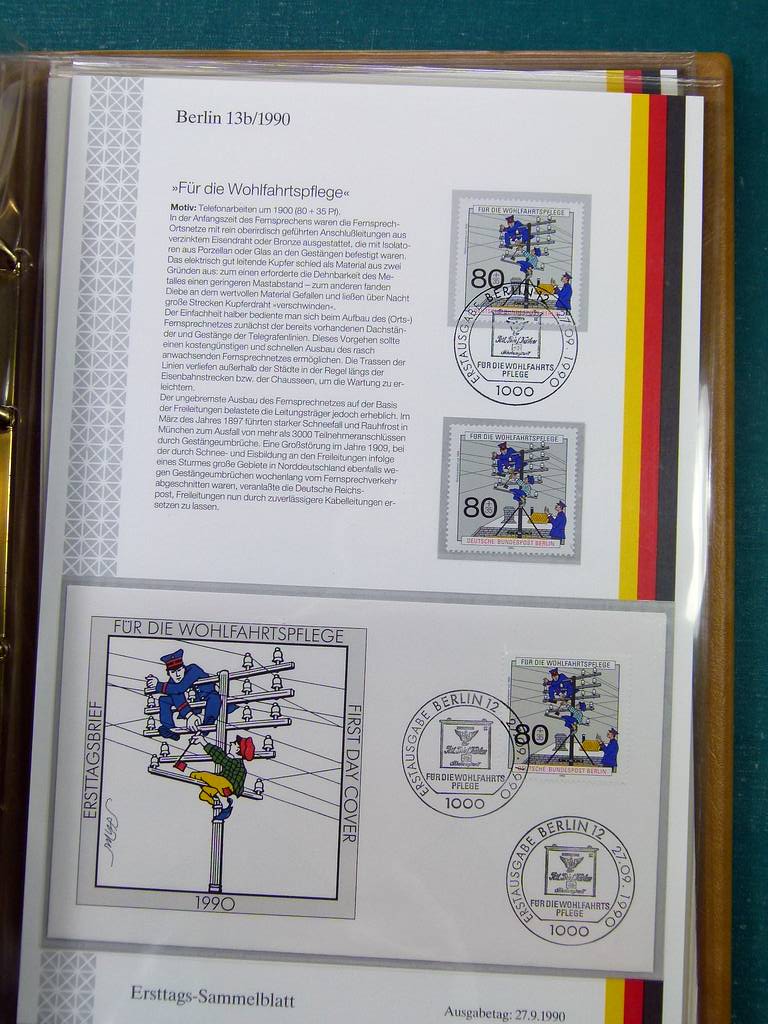 Berlin 13b/1990
»Für die Wohlfahrtspflege«
Motiv: Telefonarbeiten um 1900 (80 + 35 Pf).
In der Anfangszeit des Fernsprechens waren die Fernsprech-
Ortsnetze mit rein oberirdisch geführten Anschlußleitungen aus
verzinktem Eisendraht oder Bronze ausgestattet, die mit Isolato-
ren aus Porzellan oder Glas an den Gestängen befestigt waren.
Das elektrisch gut leitende Kupfer schied als Material aus zwei
Gründen aus: zum einen erforderte die Dehnbarkeit des Me-
talles einen geringeren Mastabstand – zum anderen fanden
Diebe an dem wertvollen Material Gefallen und ließen über Nacht
große Strecken Kupferdraht »verschwinden«.
Der Einfachheit halber bediente man sich beim Aufbau des (Orts-)
Fernsprechnetzes zunächst der bereits vorhandenen Dachstän-
der und Gestänge der Telegrafenlinien. Dieses Vorgehen sollte
einen kostengünstigen und schnellen Ausbau des rasch
anwachsenden Fernsprechnetzes ermöglichen. Die Trassen der
Linien verliefen außerhalb der Städte in der Regel längs der
Eisenbahnstrecken bzw. der Chausseen, um die Wartung zu er-
leichtern.
Der ungebremste Ausbau des Fernsprechnetzes auf der Basis
der Freileitungen belastete die Leitungsträger jedoch erheblich. Im
März des Jahres 1897 führten starker Schneefall und Rauhfrost in
München zum Ausfall von mehr als 3000 Teilnehmeranschlüssen
durch Gestängeumbrüche. Eine Großstörung im Jahre 1909, bei
der durch Schnee- und Eisbildung an den Freileitungen infolge
eines Sturmes große Gebiete in Norddeutschland ebenfalls we-
gen Gestängeumbrüchen wochenlang vom Fernsprechverkehr
abgeschnitten waren, veranlaßte die Deutsche Reichs-
post, Freileitungen nun durch zuverlässigere Kabelleitungen er-
setzen zu lassen.
FÜR DIE WOHLFAHRTSPFLEGE
80
ERSTAUSGABE BERLIN 12 27.09.1990
FÜR DIE WOHLFAHRTS
PFLEGE
1000
FÜR DIE WOHLFAHRTSPFLEGE
80
DEUTSCHE BUNDESPOST BERLIN
FÜR DIE WOHLFAHRTSPFLEGE
ERSTTAGSBRIEF
FIRST DAY COVER
1990
FÜR DIE WOHLFAHRTSPFLEGE
80
DEUTSCHE BUNDESPOST BERLIN
ERSTAUSGABE BERLIN 12 27.09.1990
FÜR DIE WOHLFAHRTS
PFLEGE
1000
ERSTAUSGABE BERLIN 12 27.09.1990
FÜR DIE WOHLFAHRTS
PFLEGE
1000
Ersttags-Sammelblatt
Ausgabetag: 27.9.1990